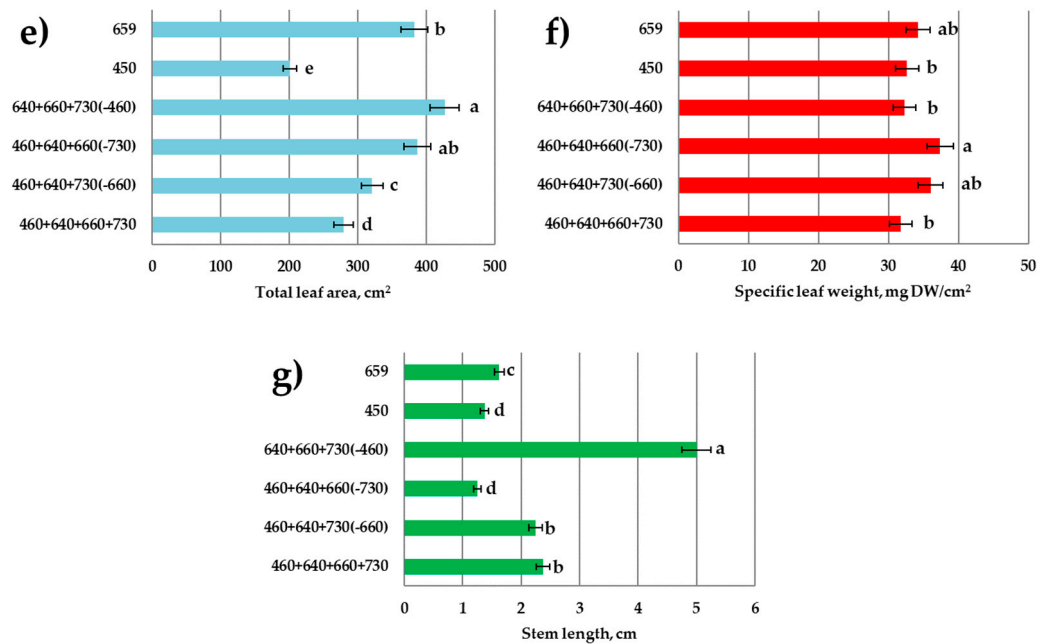 e)
659
b
450
e
640+660+730(-460)
a
460+640+660(-730)
ab
460+640+730(-660)
c
460+640+660+730
d
0 100 200 300 400 500
Total leaf area, cm²
f)
659
ab
450
b
640+660+730(-460)
b
460+640+660(-730)
a
460+640+730(-660)
ab
460+640+660+730
b
0 10 20 30 40 50
Specific leaf weight, mg DW/cm²
g)
659
c
450
d
640+660+730(-460)
a
460+640+660(-730)
d
460+640+730(-660)
b
460+640+660+730
b
0 1 2 3 4 5 6
Stem length, cm